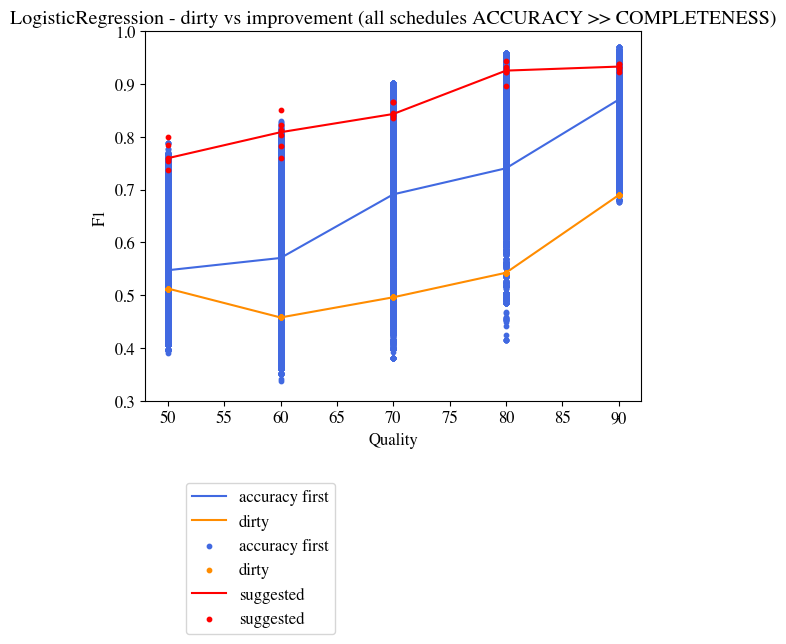 LogisticRegression - dirty vs improvement (all schedules ACCURACY >> COMPLETENESS)
1.0
0.9
0.8
0.7
0.6
0.5
0.4
0.3
F1
50 55 60 65 70 75 80 85 90
Quality
accuracy first
dirty
accuracy first
dirty
suggested
suggested